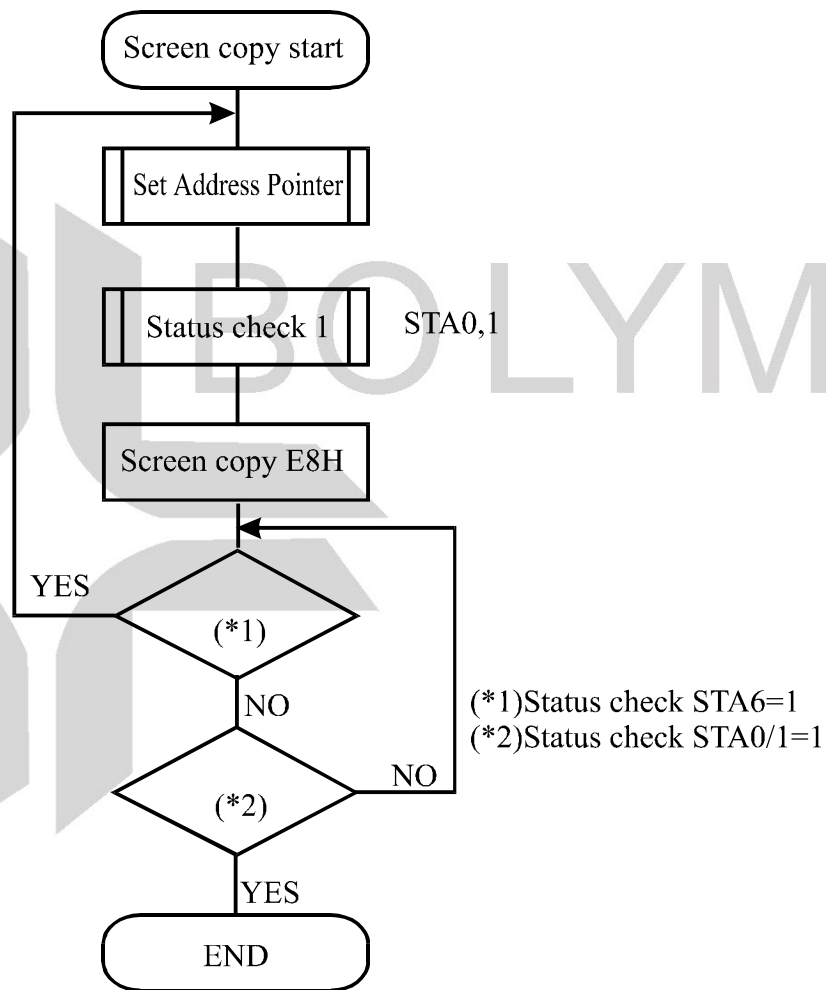 Screen copy start
Set Address Pointer
Status check 1
STA0,1
BOLYM
Screen copy E8H
YES
(*1)
NO
(*1)Status check STA6=1
(*2)Status check STA0/1=1
NO
(*2)
YES
END